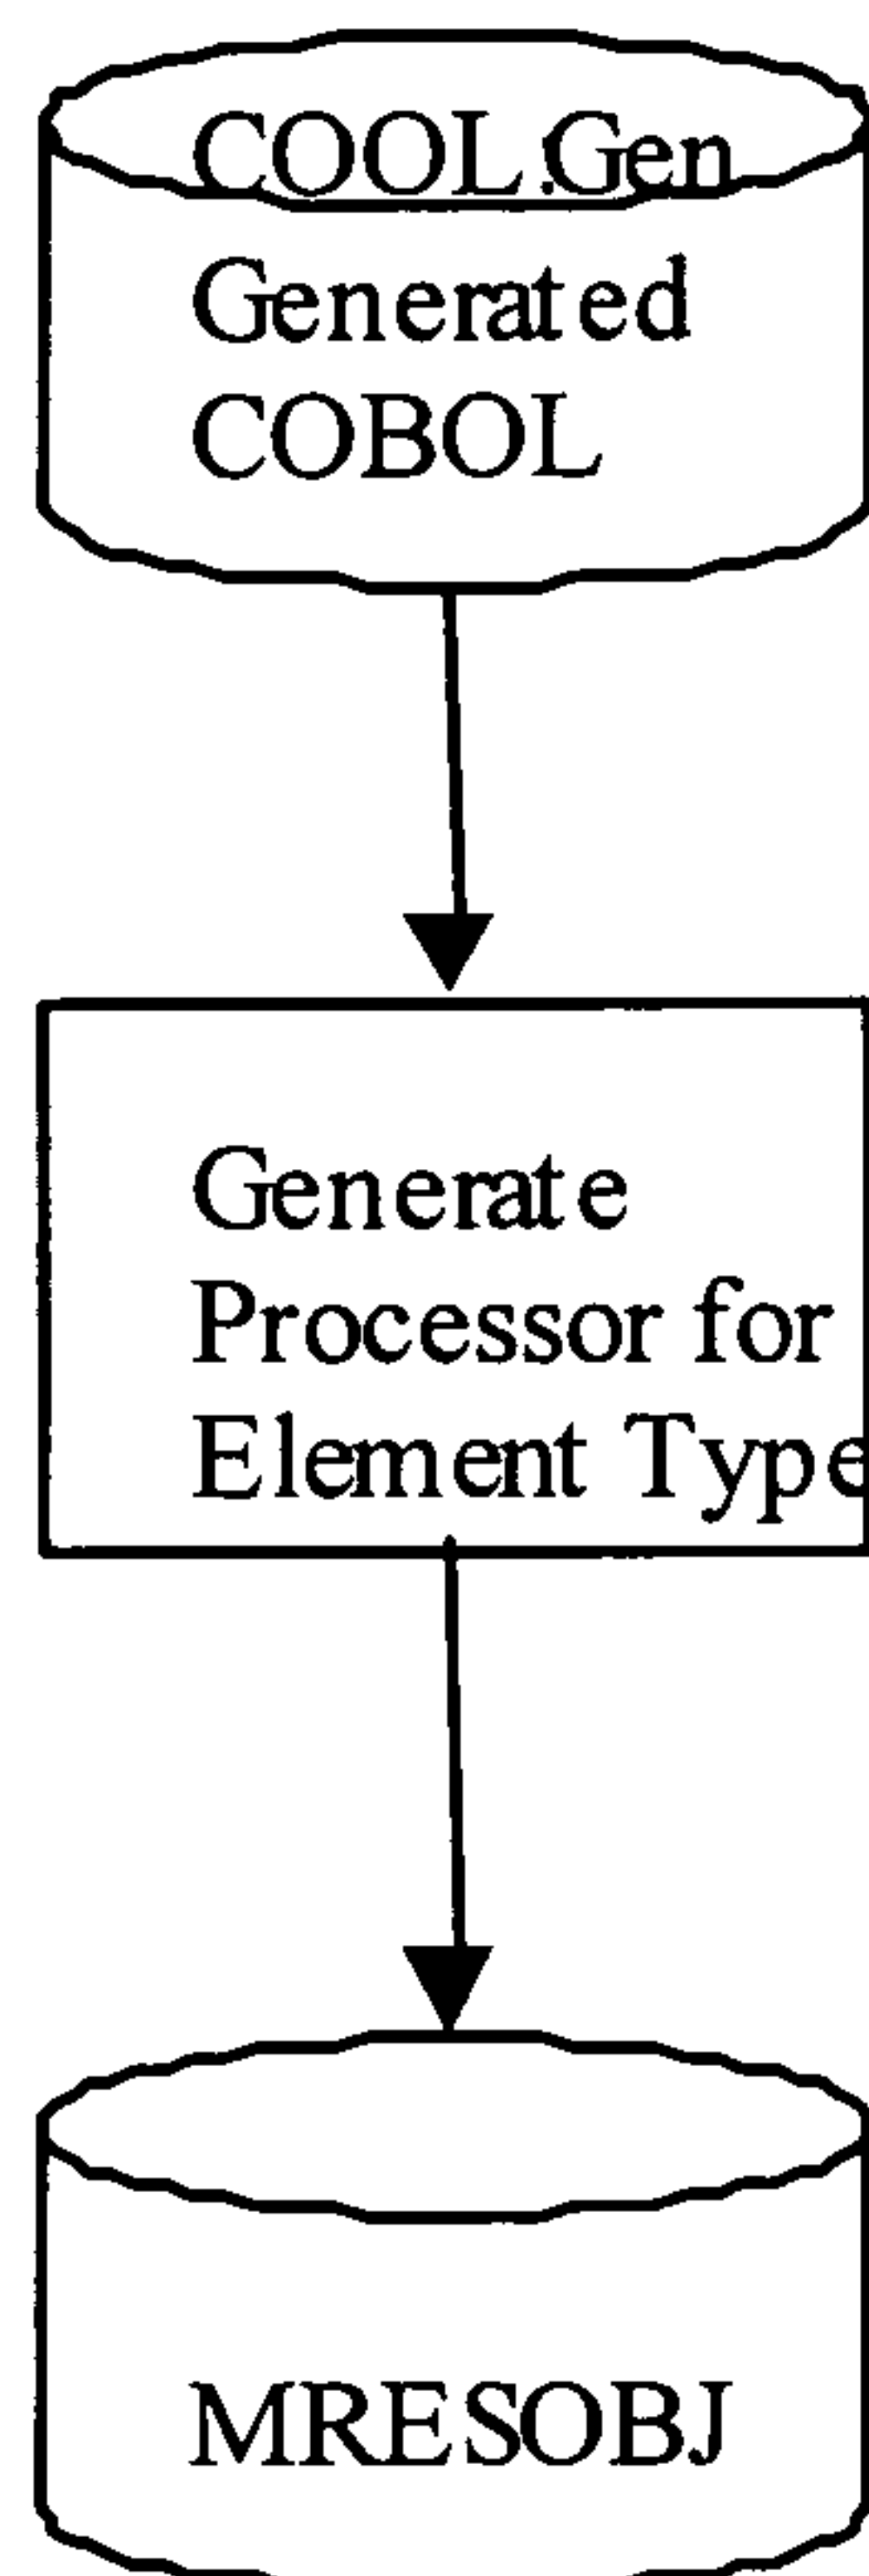 COOL:Gen
Generated
COBOL
Generate
Processor for
Element Type
MRESOBJ